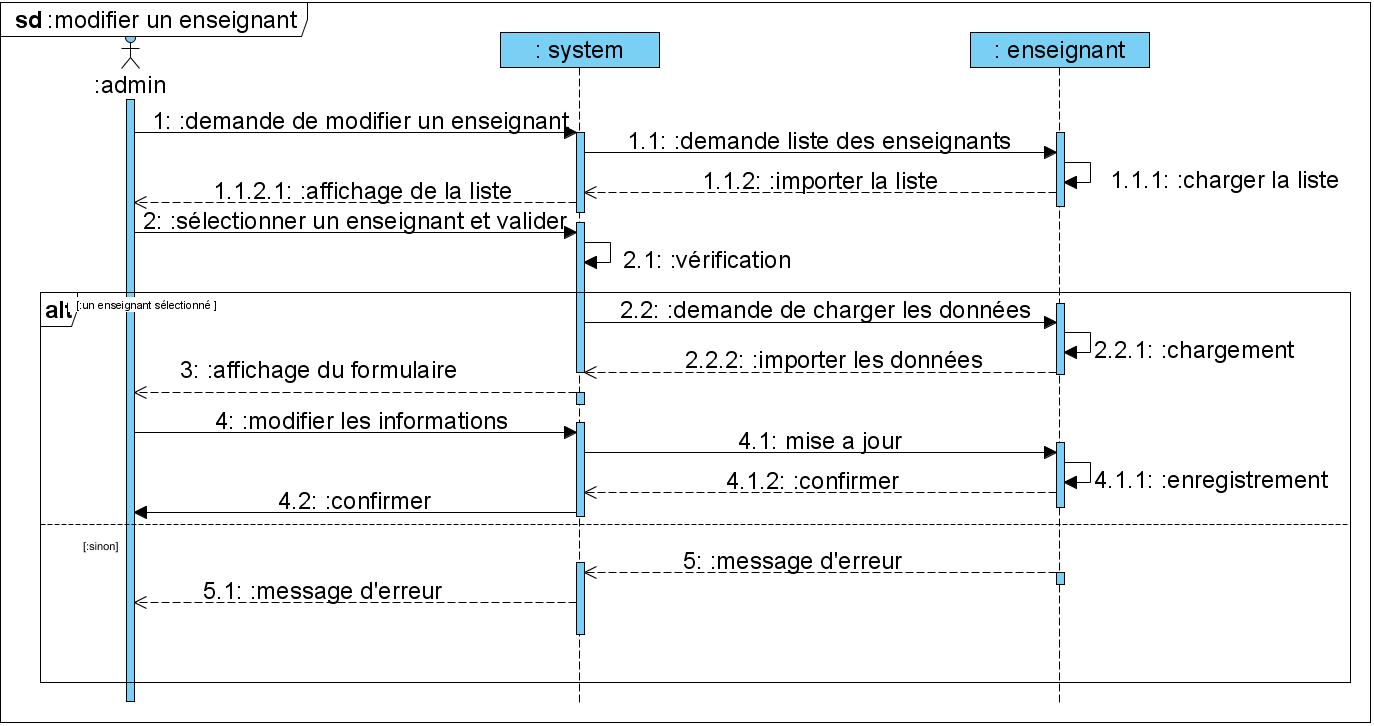 sd :modifier un enseignant
: system
: enseignant
:admin
1: :demande de modifier un enseignant
1.1: :demande liste des enseignants
1.1.1: :charger la liste
1.1.2: :importer la liste
1.1.2.1: :affichage de la liste
2: :sélectionner un enseignant et valider
2.1: :vérification
alt [:un enseignant sélectionné ]
2.2: :demande de charger les données
2.2.1: :chargement
2.2.2: :importer les données
3: :affichage du formulaire
4: :modifier les informations
4.1: mise a jour
4.1.1: :enregistrement
4.1.2: :confirmer
4.2: :confirmer
[:sinon]
5: :message d'erreur
5.1: :message d'erreur